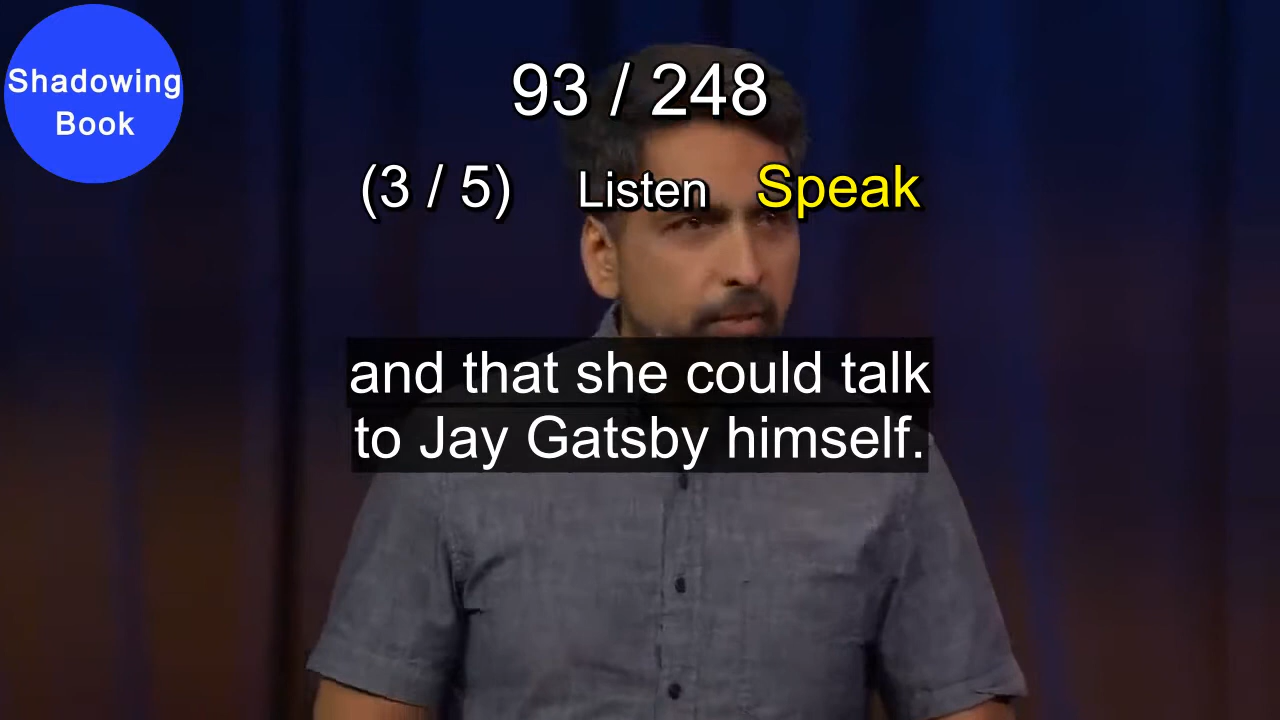 Shadowing
Book
93 / 248
(3 / 5) Listen Speak
and that she could talk
to Jay Gatsby himself.